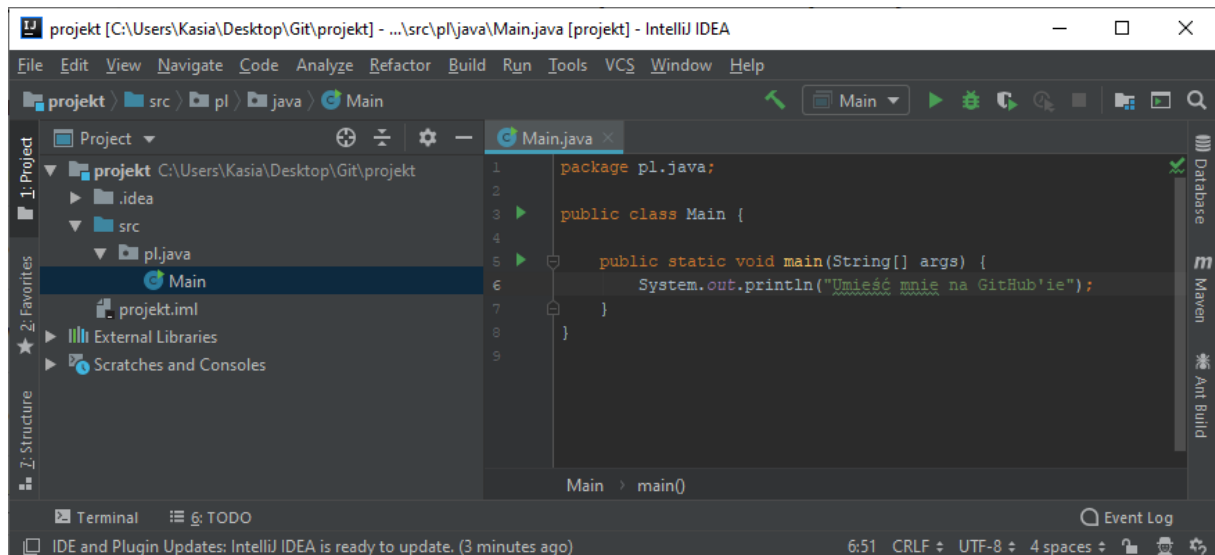 projekt [C:\Users\Kasia\Desktop\Git\projekt] - ...\src\pl\java\Main.java [projekt] - IntelliJ IDEA
File Edit View Navigate Code Analyze Refactor Build Run Tools VCS Window Help
projekt src pl java Main Main
1: Project
2: Favorites
7: Structure
Project
projekt C:\Users\Kasia\Desktop\Git\projekt
.idea
src
pl.java
Main
projekt.iml
External Libraries
Scratches and Consoles
Main.java
1 package pl.java;
2
3 public class Main {
4
5 public static void main(String[] args) {
6 System.out.println("Umieść mnie na GitHub'ie");
7 }
8 }
9
Main > main()
Database
m Maven
Ant Build
Terminal 6: TODO Event Log
IDE and Plugin Updates: IntelliJ IDEA is ready to update. (3 minutes ago) 6:51 CRLF UTF-8 4 spaces